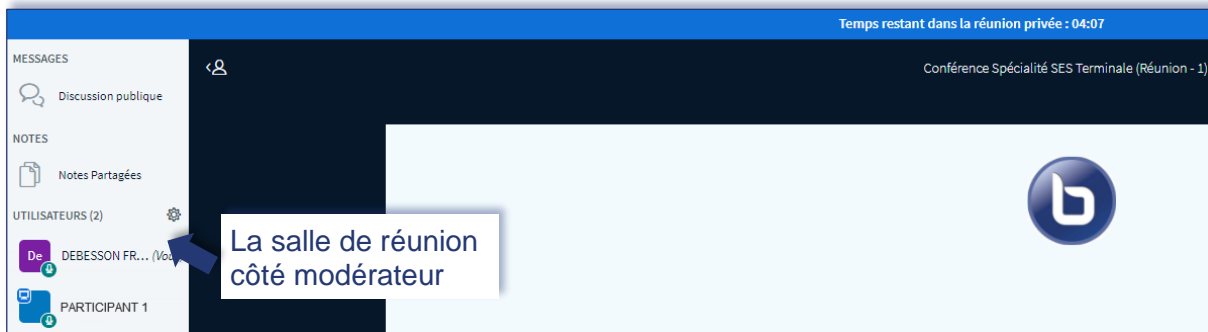 Temps restant dans la réunion privée : 04:07
MESSAGES
Discussion publique
NOTES
Notes Partagées
UTILISATEURS (2)
De
DEBESSON FR...
PARTICIPANT 1
Conférence Spécialité SES Terminale (Réunion - 1)
b
La salle de réunion
côté modérateur